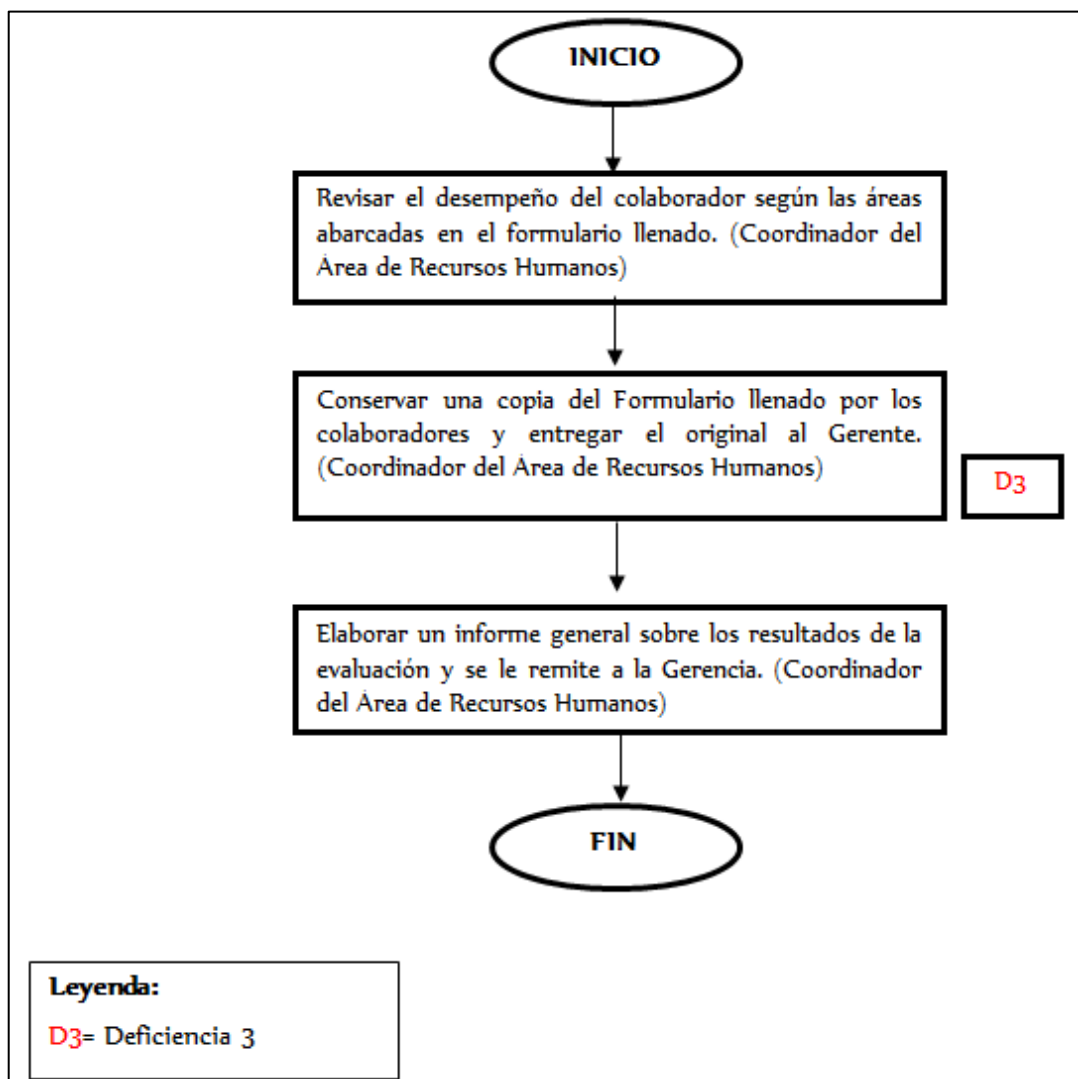 INICIO
Revisar el desempeño del colaborador según las áreas
abarcadas en el formulario llenado. (Coordinador del
Área de Recursos Humanos)
Conservar una copia del Formulario llenado por los
colaboradores y entregar el original al Gerente.
(Coordinador del Área de Recursos Humanos)
D3
Elaborar un informe general sobre los resultados de la
evaluación y se le remite a la Gerencia. (Coordinador
del Área de Recursos Humanos)
FIN
Leyenda:
D3= Deficiencia 3